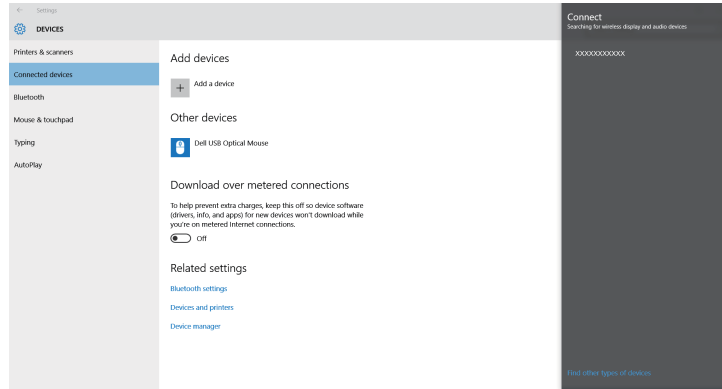 Settings
DEVICES
Printers & scanners
Connected devices
Bluetooth
Mouse & touchpad
Typing
AutoPlay
Add devices
Add a device
Other devices
Dell USB Optical Mouse
Download over metered connections
To help prevent extra charges, keep this off so device software
(drivers, info, and apps) for new devices won't download while
you're on metered Internet connections.
Off
Related settings
Bluetooth settings
Devices and printers
Device manager
Connect
Searching for wireless display and audio devices
XXXXXXXXXXX
Find other types of devices